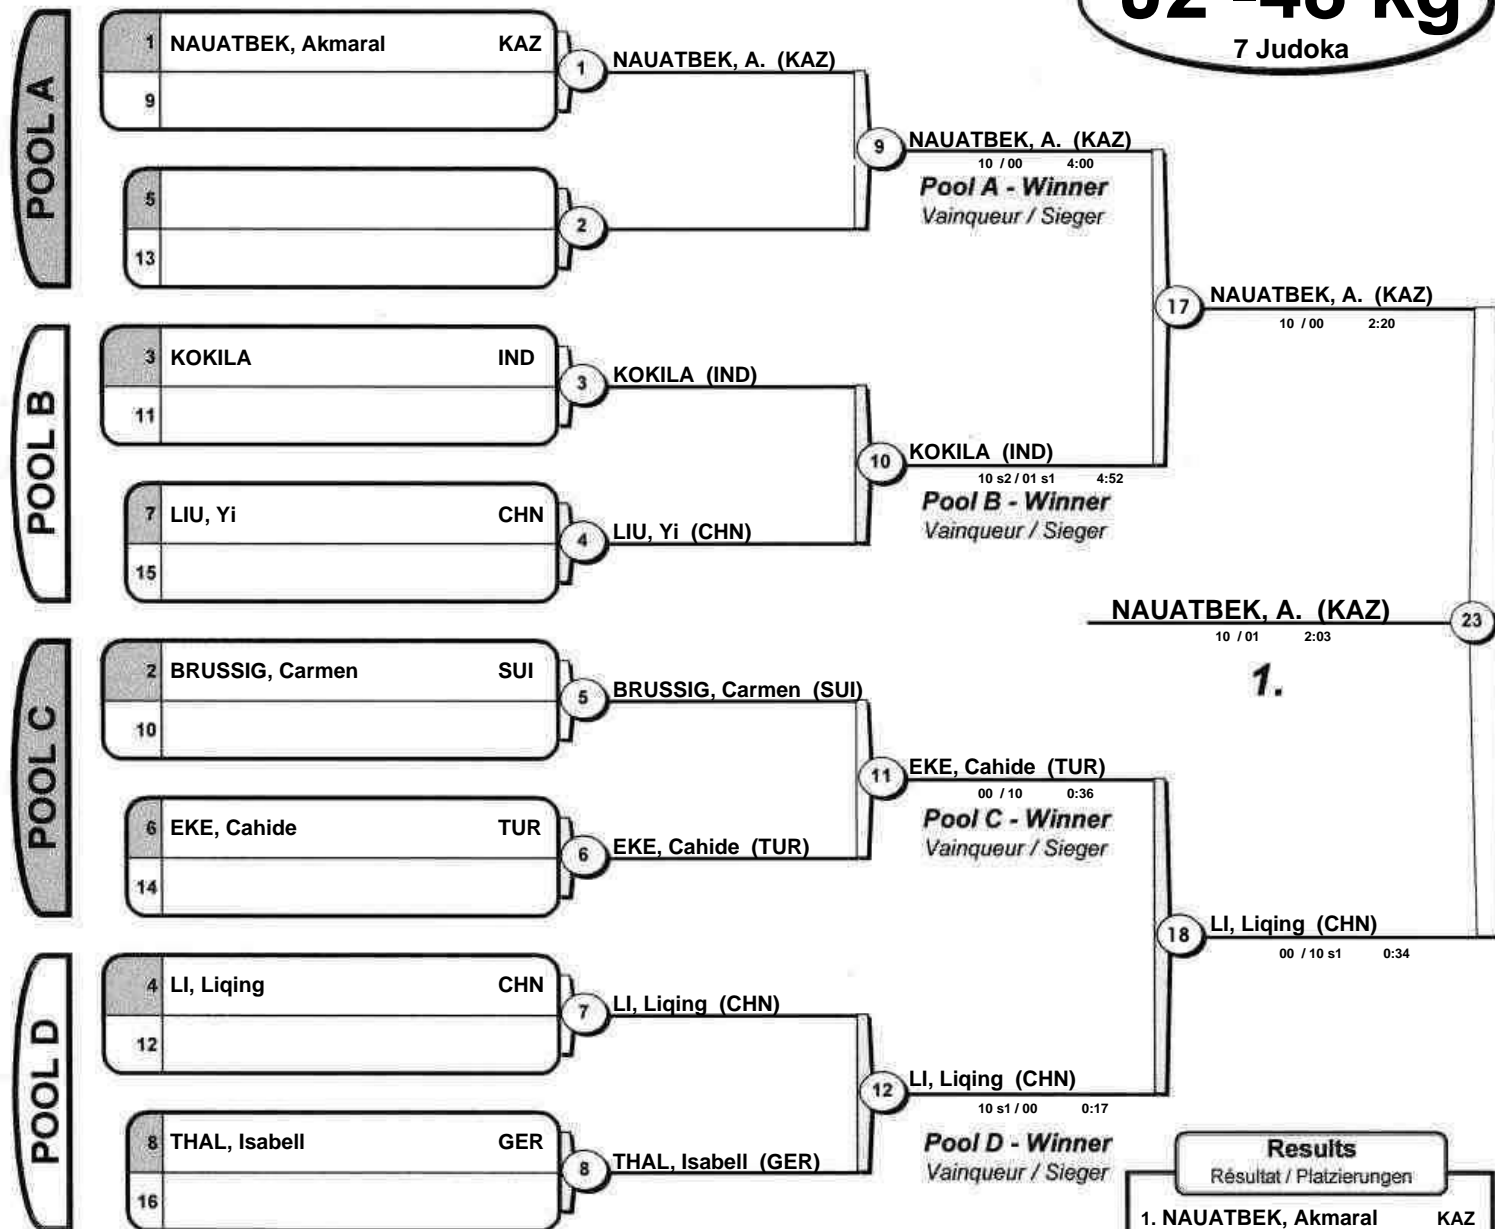 J2 -48 kg
7 Judoka
POOL A
1 NAUATBEK, Akmaral KAZ
9
1
NAUATBEK, A. (KAZ)
5
13
2
9
NAUATBEK, A. (KAZ)
10 / 00 4:00
Pool A - Winner
Vainqueur / Sieger
POOL B
3 KOKILA IND
11
3
KOKILA (IND)
7 LIU, Yi CHN
15
4
LIU, Yi (CHN)
10
KOKILA (IND)
10 s2 / 01 s1 4:52
Pool B - Winner
Vainqueur / Sieger
17
NAUATBEK, A. (KAZ)
10 / 00 2:20
POOL C
2 BRUSSIG, Carmen SUI
10
5
BRUSSIG, Carmen (SUI)
6 EKE, Cahide TUR
14
6
EKE, Cahide (TUR)
11
EKE, Cahide (TUR)
00 / 10 0:36
Pool C - Winner
Vainqueur / Sieger
POOL D
4 LI, Liqing CHN
12
7
LI, Liqing (CHN)
8 THAL, Isabell GER
16
8
THAL, Isabell (GER)
12
LI, Liqing (CHN)
10 s1 / 00 0:17
Pool D - Winner
Vainqueur / Sieger
18
LI, Liqing (CHN)
00 / 10 s1 0:34
NAUATBEK, A. (KAZ)
10 / 01 2:03
23
1.
Results
Résultat / Platzierungen
1. NAUATBEK, Akmaral KAZ